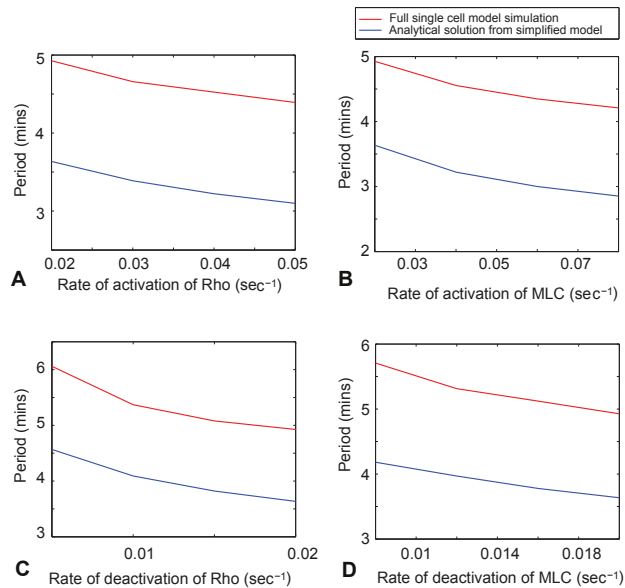 Full single cell model simulation
Analytical solution from simplified model
5
4
3
Period (mins)
0.02 0.03 0.04 0.05
A Rate of activation of Rho (sec⁻¹)
5
4
3
2
Period (mins)
0.03 0.05 0.07
B Rate of activation of MLC (sec⁻¹)
6
5
4
3
Period (mins)
0.01 0.02
C Rate of deactivation of Rho (sec⁻¹)
6
5
4
3
Period (mins)
0.01 0.014 0.018
D Rate of deactivation of MLC (sec⁻¹)